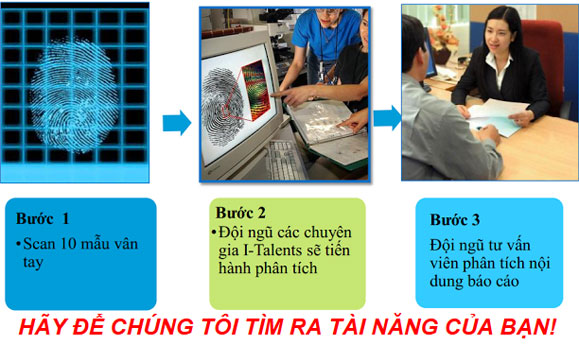 Bước 1
•Scan 10 mẫu vân
tay
Bước 2
•Đội ngũ các chuyên
gia I-Talents sẽ tiến
hành phân tích
Bước 3
Đội ngũ tư vấn
viên phân tích nội
dung báo cáo
HÃY ĐỂ CHÚNG TÔI TÌM RA TÀI NĂNG CỦA BẠN!